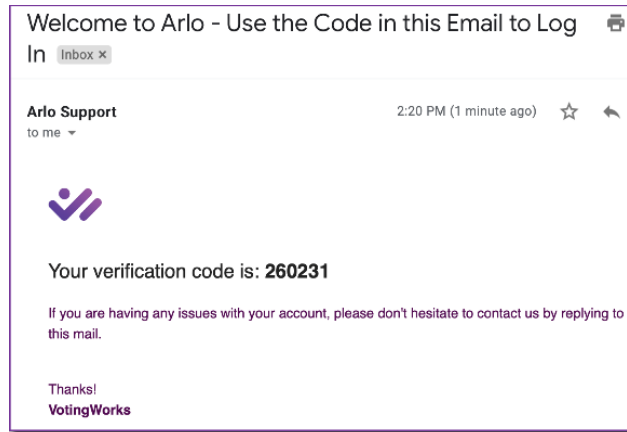 Welcome to Arlo - Use the Code in this Email to Log
In Inbox ×
Arlo Support 2:20 PM (1 minute ago)
to me
Your verification code is: 260231
If you are having any issues with your account, please don't hesitate to contact us by replying to
this mail.
Thanks!
VotingWorks